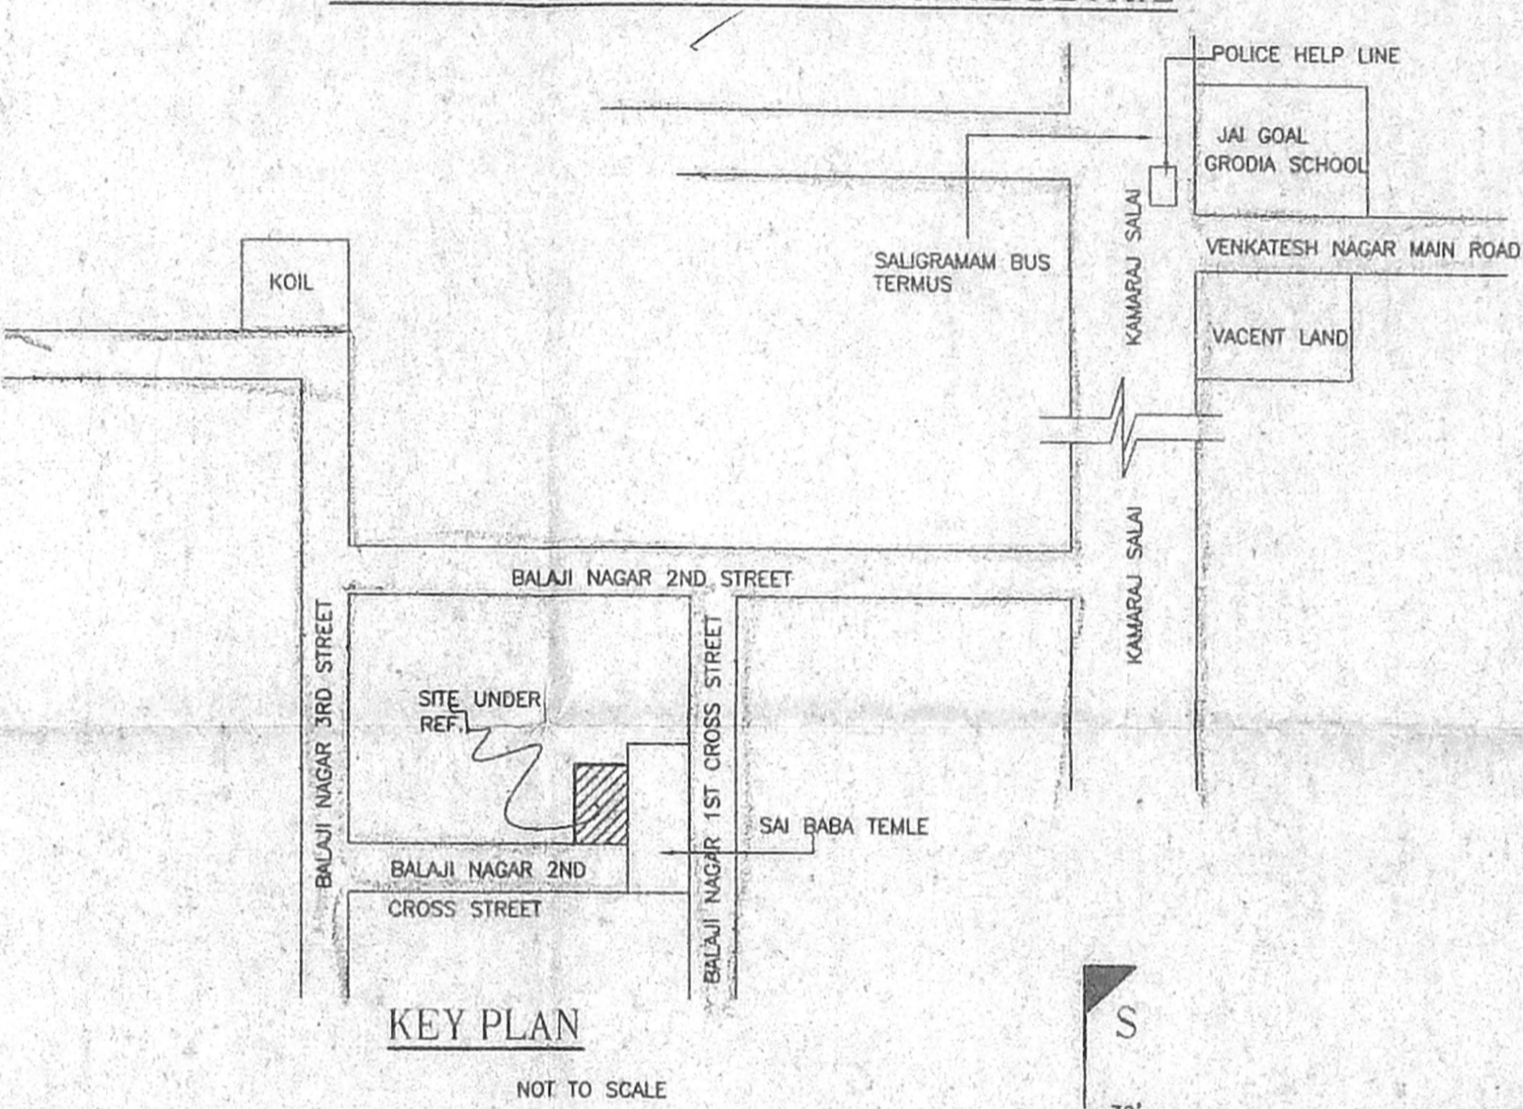 POLICE HELP LINE
JAI GOAL
GRODIA SCHOOL
KAMARAJ SALAI
VENKATESH NAGAR MAIN ROAD
SALIGRAMAM BUS
TERMUS
KOIL
VACENT LAND
KAMARAJ SALAI
BALAJI NAGAR 2ND STREET
BALAJI NAGAR 3RD STREET
SITE UNDER
REF.
BALAJI NAGAR 1ST CROSS STREET
SAI BABA TEMLE
BALAJI NAGAR 2ND
CROSS STREET
KEY PLAN
S
NOT TO SCALE